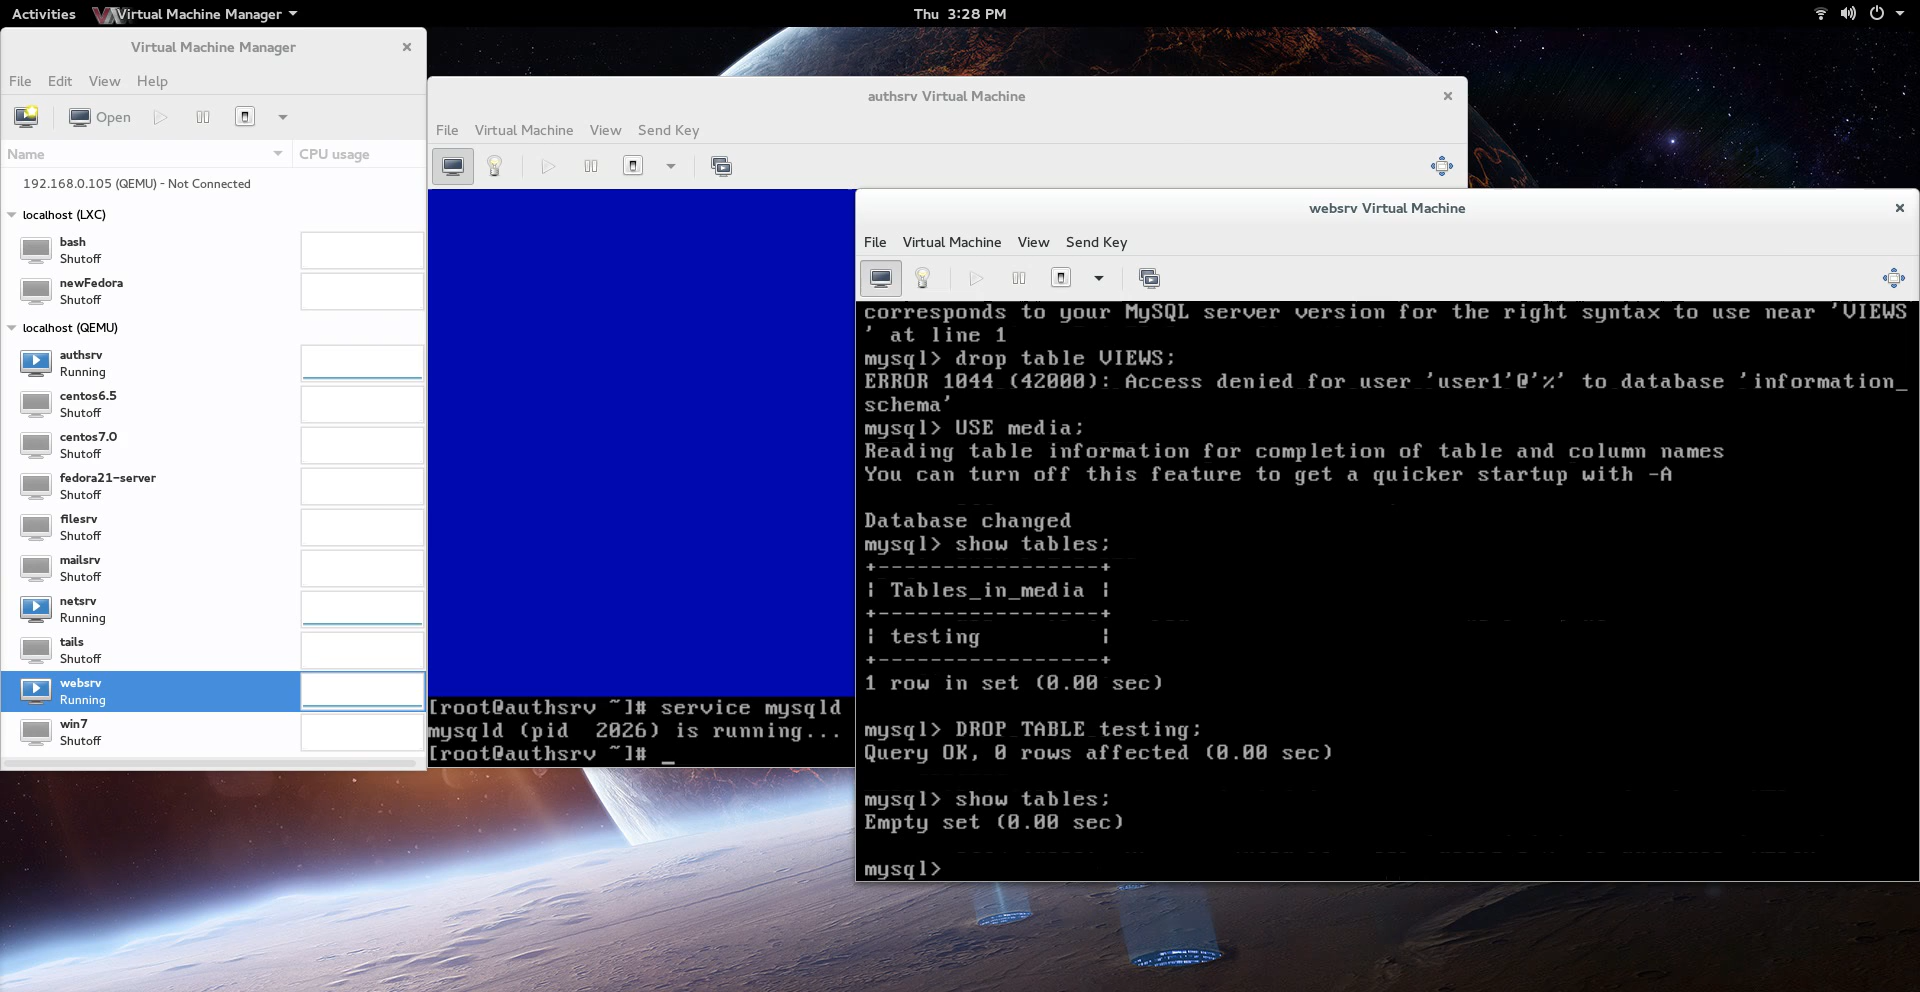 Activities Virtual Machine Manager Thu 3:28 PM
Virtual Machine Manager
File Edit View Help
Open
Name CPU usage
192.168.0.105 (QEMU) - Not Connected
localhost (LXC)
bash
Shutoff
newFedora
Shutoff
localhost (QEMU)
authsrv
Running
centos6.5
Shutoff
centos7.0
Shutoff
fedora21-server
Shutoff
filesrv
Shutoff
mailsrv
Shutoff
netsrv
Running
tails
Shutoff
websrv
Running
win7
Shutoff
authsrv Virtual Machine
File Virtual Machine View Send Key
[root@authsrv ~]# service mysqld
mysqld (pid  2026) is running...
[root@authsrv ~]# _
websrv Virtual Machine
File Virtual Machine View Send Key
corresponds to your MySQL server version for the right syntax to use near 'VIEWS
' at line 1
mysql> drop table VIEWS;
ERROR 1044 (42000): Access denied for user 'user1'@'%' to database 'information_
schema'
mysql> USE media;
Reading table information for completion of table and column names
You can turn off this feature to get a quicker startup with -A
Database changed
mysql> show tables;
+-----------------+
| Tables_in_media |
+-----------------+
| testing         |
+-----------------+
1 row in set (0.00 sec)
mysql> DROP TABLE testing;
Query OK, 0 rows affected (0.00 sec)
mysql> show tables;
Empty set (0.00 sec)
mysql>